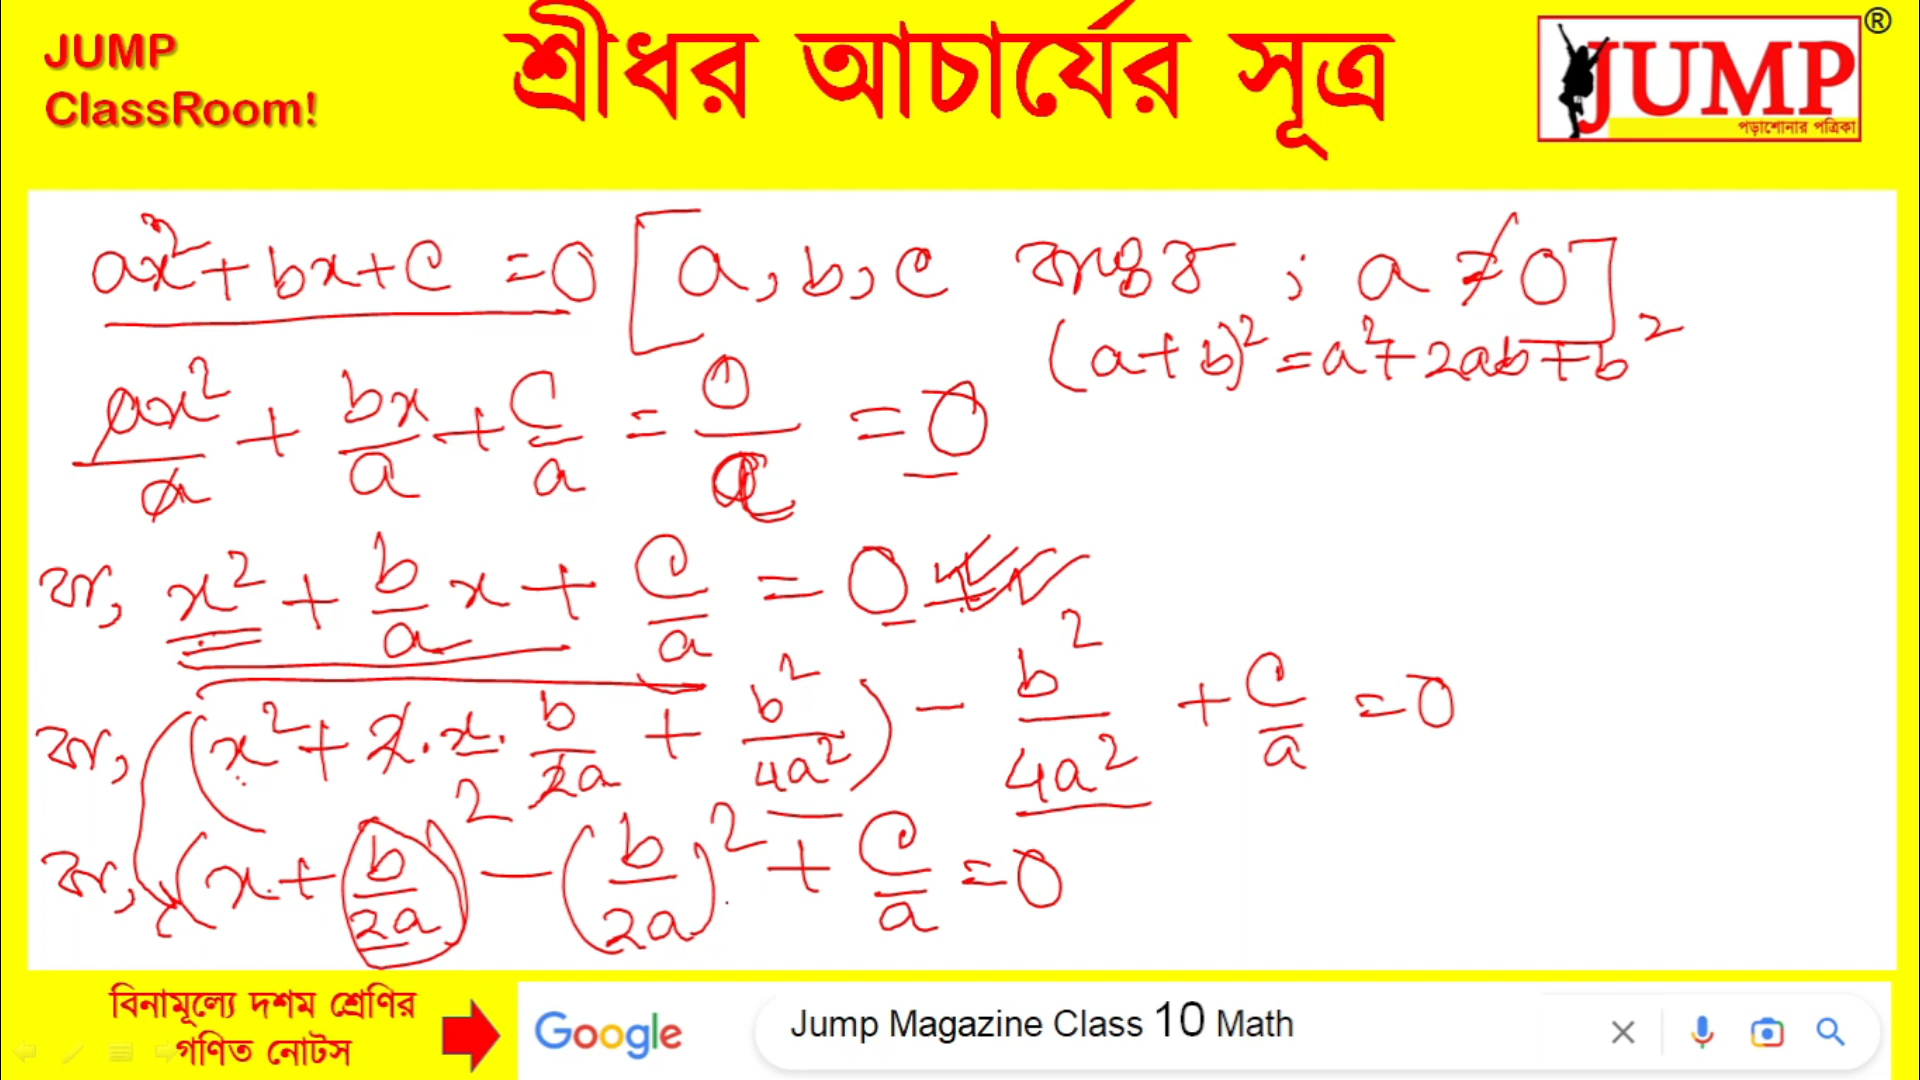 JUMP
ClassRoom!
শ্রীধর আচার্যের সূত্র
JUMP ®
পড়াশোনার পত্রিকা
ax² + bx + c = 0 [a, b, c বাস্তব ; a ≠ 0]
(a + b)² = a² + 2ab + b²
ax²/a + bx/a + c/a = 0/a = 0
বা, x² + b/a x + c/a = 0
বা, (x² + 2·x·b/2a + b²/4a²) - b²/4a² + c/a = 0
বা, (x + b/2a)² - (b/2a)² + c/a = 0
বিনামূল্যে দশম শ্রেণির
গণিত নোটস
Google
Jump Magazine Class 10 Math